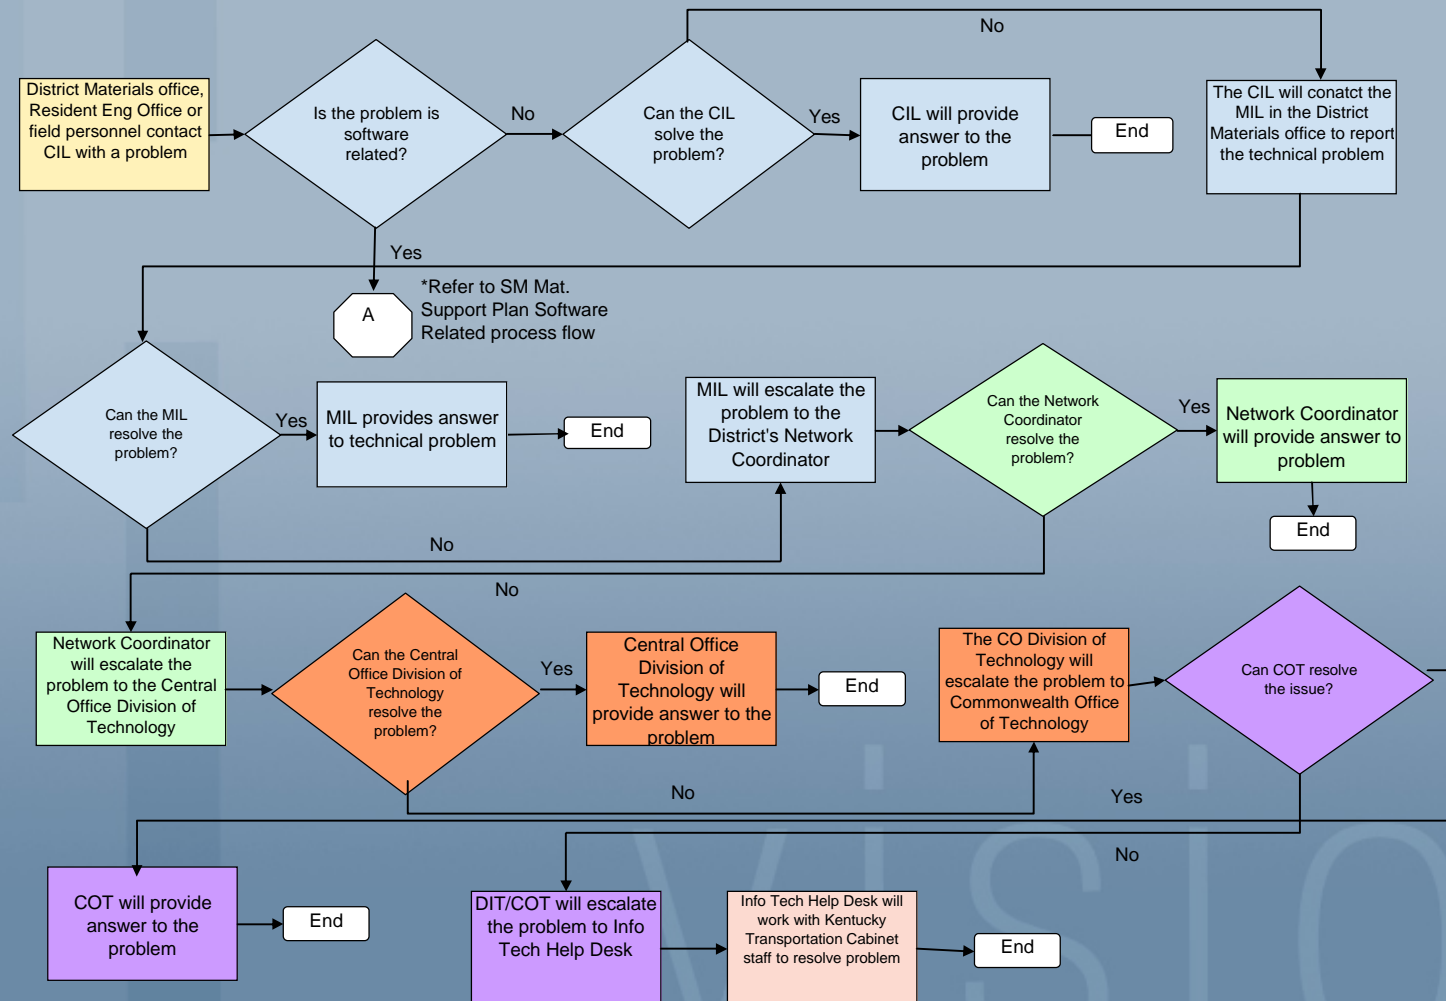 No
District Materials office,
Resident Eng Office or
field personnel contact
CIL with a problem
Is the problem is
software
related?
No
Can the CIL
solve the
problem?
Yes
CIL will provide
answer to the
problem
End
The CIL will conatct the
MIL in the District
Materials office to report
the technical problem
Yes
A
*Refer to SM Mat.
Support Plan Software
Related process flow
Can the MIL
resolve the
problem?
Yes
MIL provides answer
to technical problem
End
MIL will escalate the
problem to the
District's Network
Coordinator
Can the Network
Coordinator
resolve the
problem?
Yes
Network Coordinator
will provide answer to
problem
End
No
No
Network Coordinator
will escalate the
problem to the Central
Office Division of
Technology
Can the Central
Office Division of
Technology
resolve the
problem?
Yes
Central Office
Division of
Technology will
provide answer to the
problem
End
The CO Division of
Technology will
escalate the problem to
Commonwealth Office
of Technology
Can COT resolve
the issue?
No
Yes
No
COT will provide
answer to the
problem
End
DIT/COT will escalate
the problem to Info
Tech Help Desk
Info Tech Help Desk will
work with Kentucky
Transportation Cabinet
staff to resolve problem
End
visio